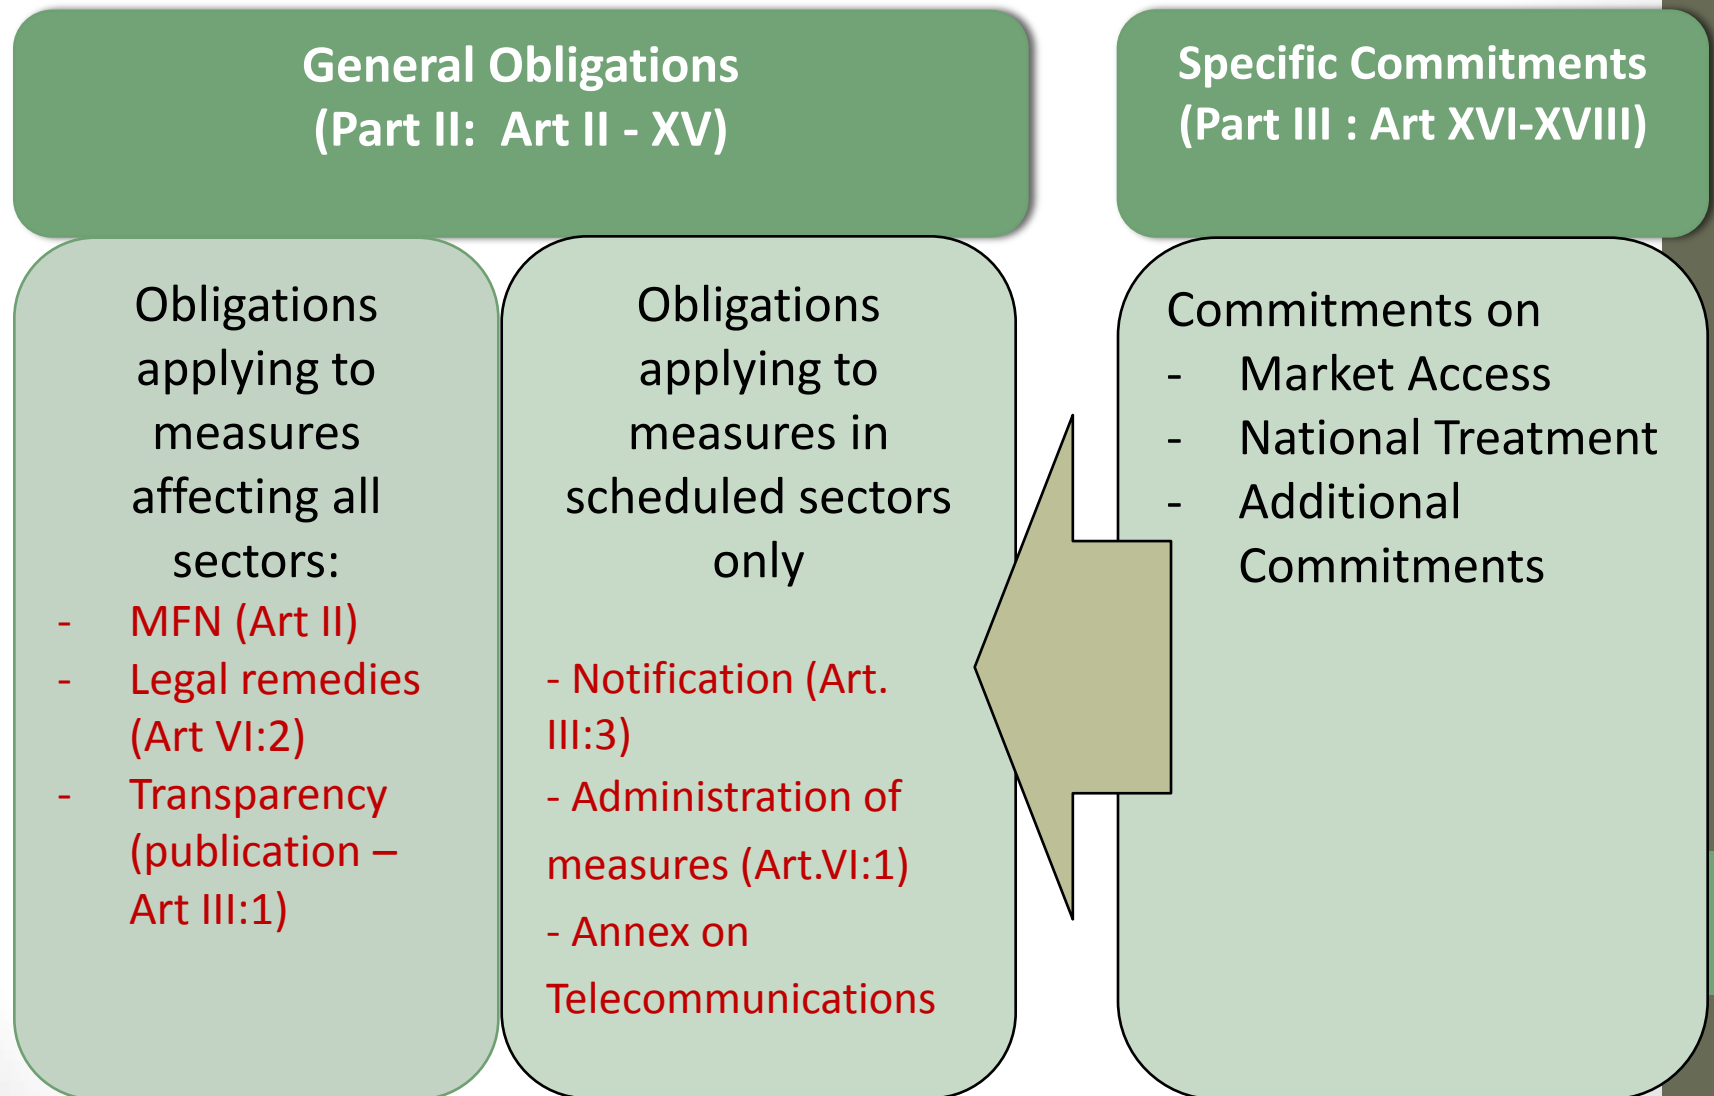 General Obligations
(Part II:  Art II - XV)
Obligations
applying to
measures
affecting all
sectors:
- MFN (Art II)
- Legal remedies
(Art VI:2)
- Transparency
(publication –
Art III:1)
Obligations
applying to
measures in
scheduled sectors
only
- Notification (Art.
III:3)
- Administration of
measures (Art.VI:1)
- Annex on
Telecommunications
Specific Commitments
(Part III : Art XVI-XVIII)
Commitments on
- Market Access
- National Treatment
- Additional
Commitments